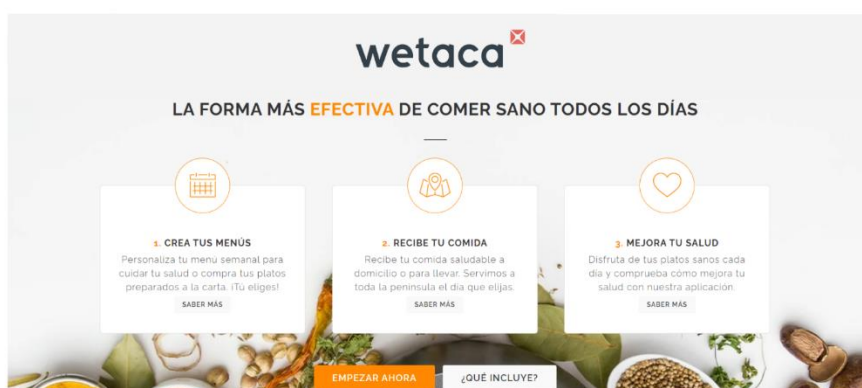 wetaca
LA FORMA MÁS EFECTIVA DE COMER SANO TODOS LOS DÍAS
1. CREA TUS MENÚS
Personaliza tu menú semanal para
cuidar tu salud o compra tus platos
preparados a la carta. ¡Tú eliges!
SABER MÁS
2. RECIBE TU COMIDA
Recibe tu comida saludable a
domicilio o para llevar. Servimos a
toda la península el día que elijas.
SABER MÁS
3. MEJORA TU SALUD
Disfruta de tus platos sanos cada
día y comprueba cómo mejora tu
salud con nuestra aplicación.
SABER MÁS
EMPEZAR AHORA
¿QUÉ INCLUYE?